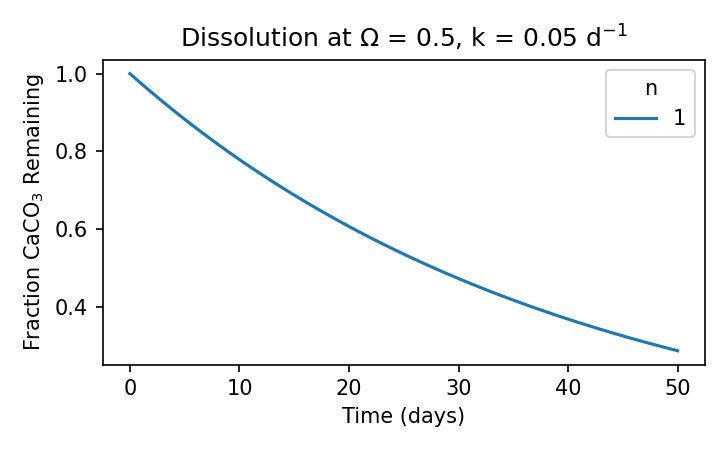 Dissolution at Ω = 0.5, k = 0.05 d⁻¹
Fraction CaCO₃ Remaining
1.0
0.8
0.6
0.4
n
1
0 10 20 30 40 50
Time (days)